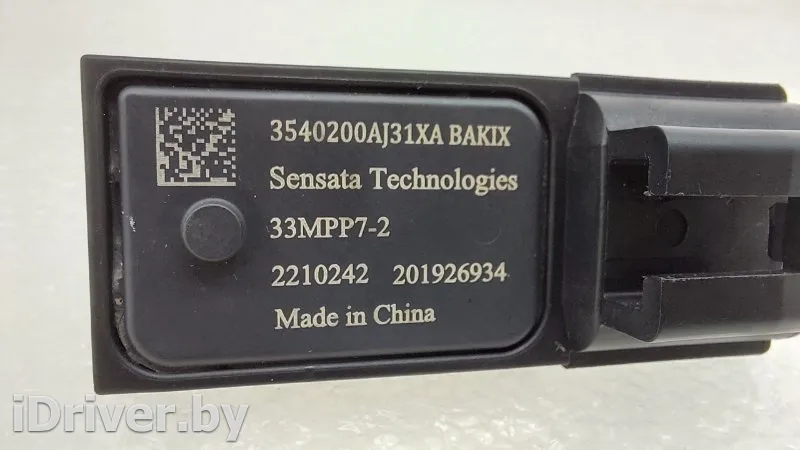 3540200AJ31XA BAKIX
Sensata Technologies
33MPP7-2
2210242 201926934
Made in China
iDriver.by